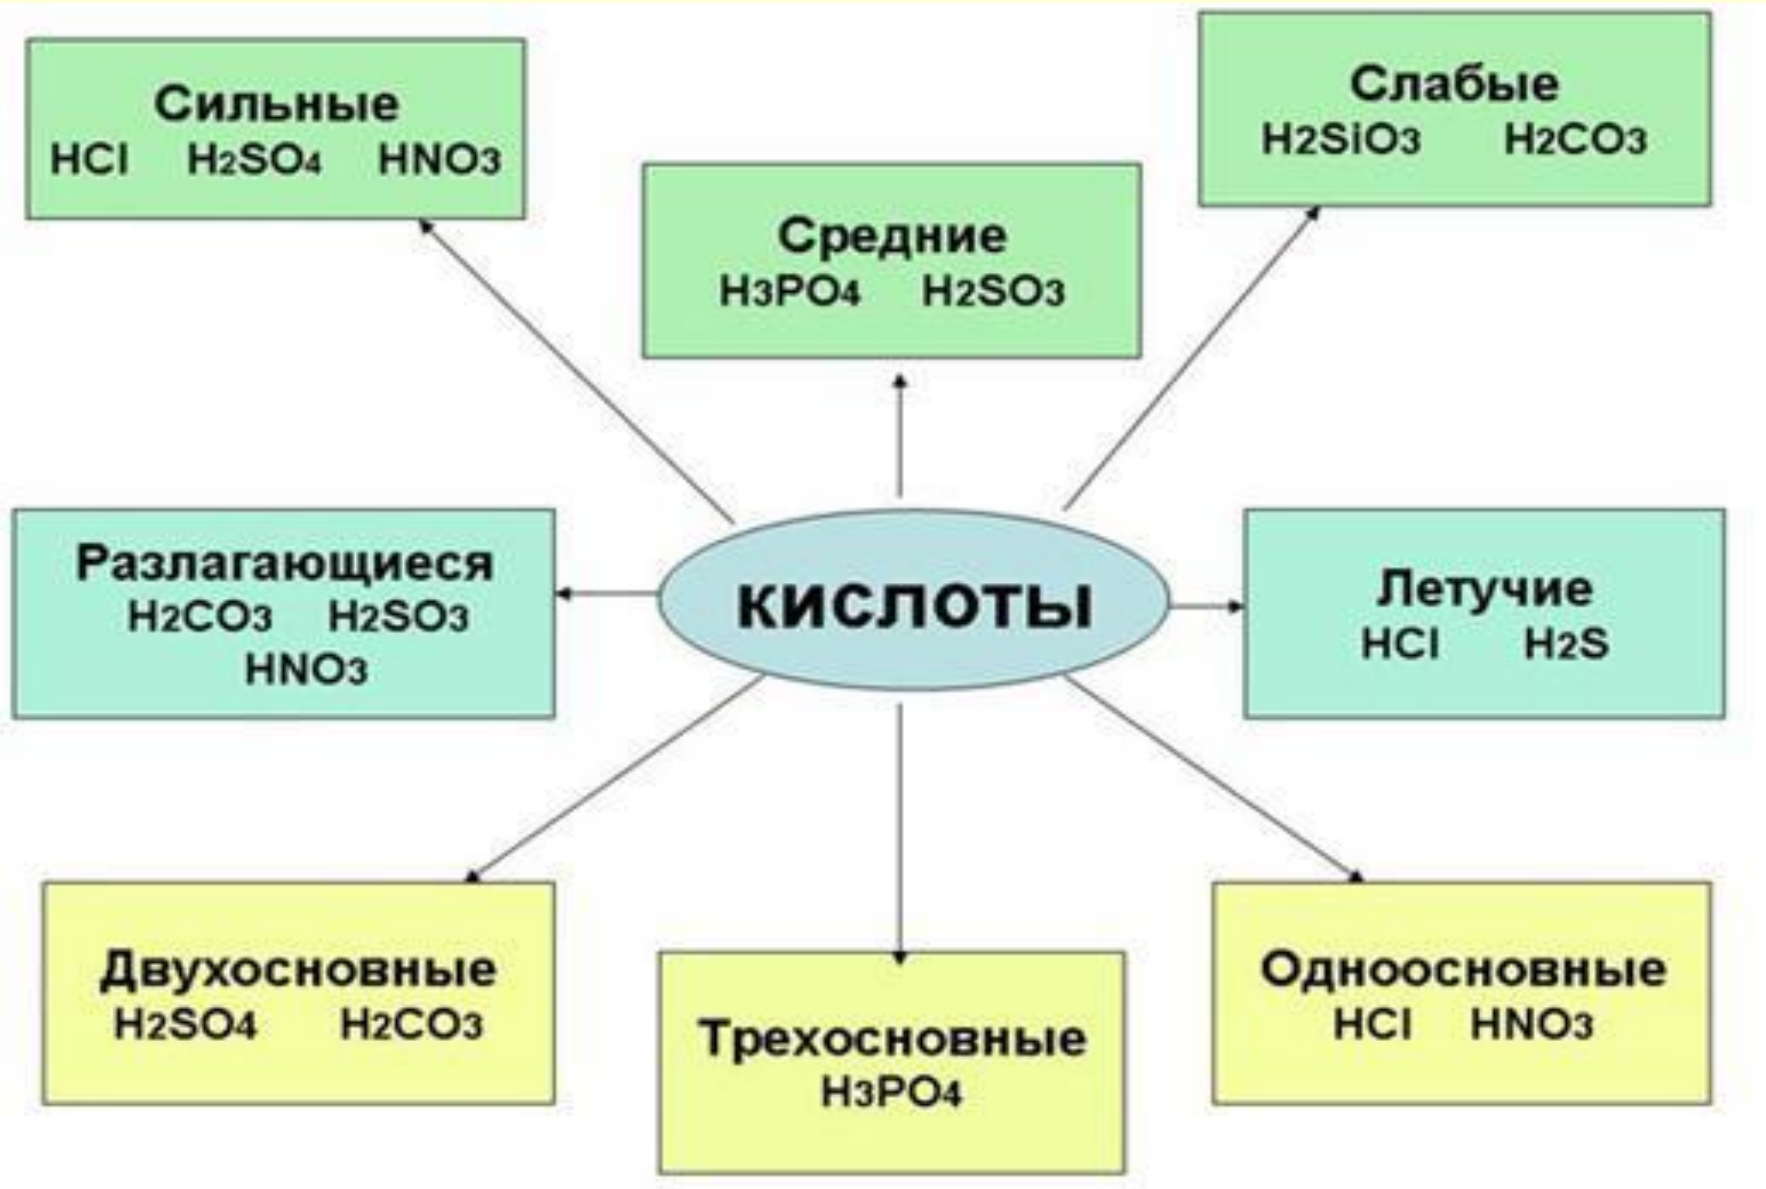 Сильные
HCl H2SO4 HNO3
Слабые
H2SiO3 H2CO3
Средние
H3PO4 H2SO3
Разлагающиеся
H2CO3 H2SO3
HNO3
кислоты
Летучие
HCl H2S
Двухосновные
H2SO4 H2CO3
Трехосновные
H3PO4
Одноосновные
HCl HNO3